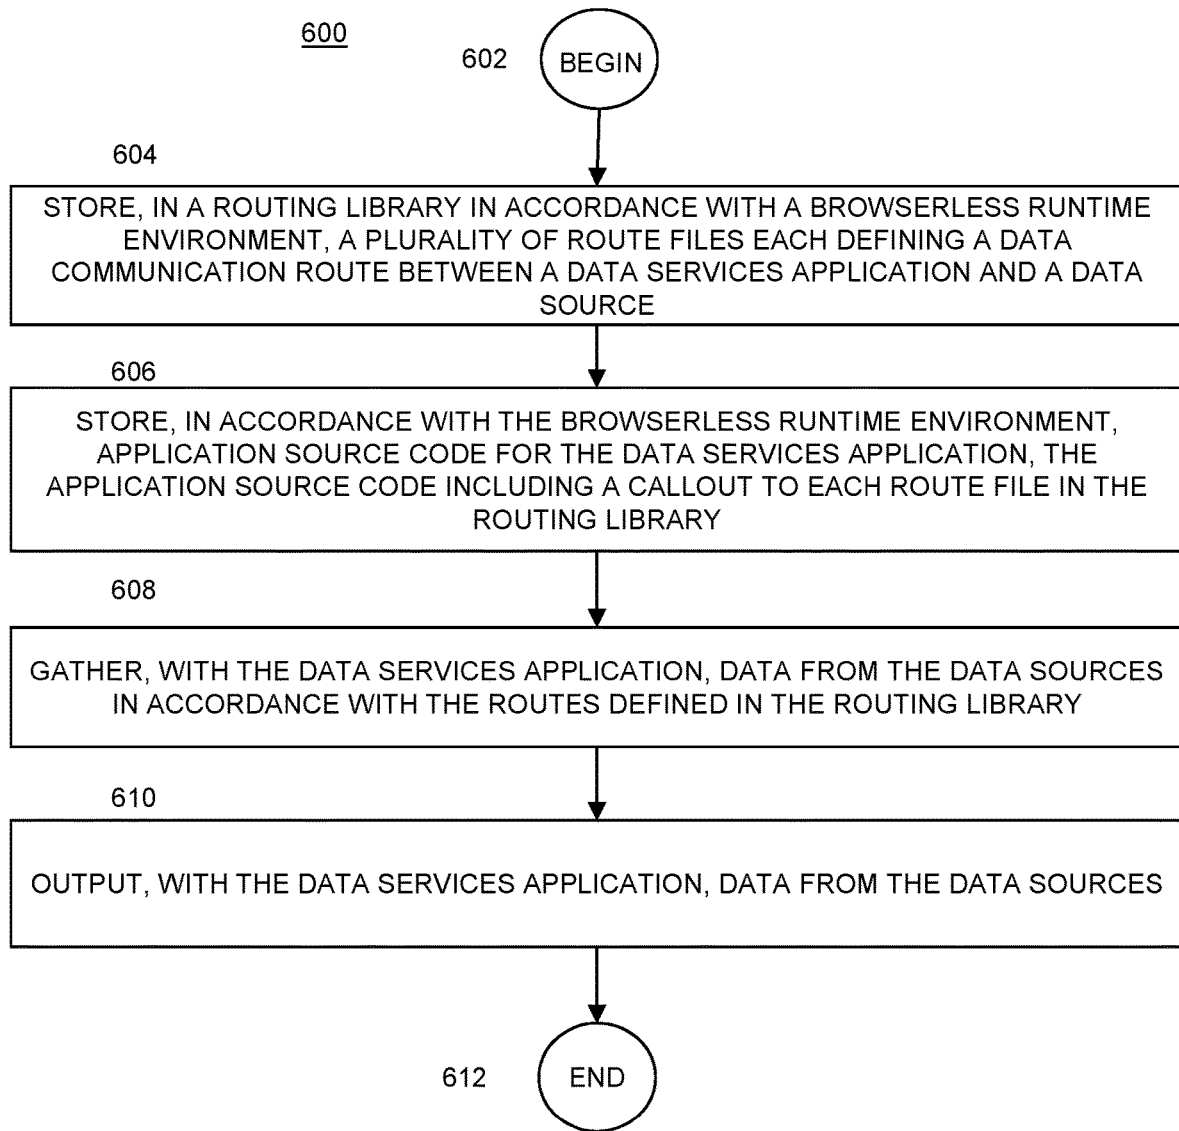 600
602
BEGIN
604
STORE, IN A ROUTING LIBRARY IN ACCORDANCE WITH A BROWSERLESS RUNTIME
ENVIRONMENT, A PLURALITY OF ROUTE FILES EACH DEFINING A DATA
COMMUNICATION ROUTE BETWEEN A DATA SERVICES APPLICATION AND A DATA
SOURCE
606
STORE, IN ACCORDANCE WITH THE BROWSERLESS RUNTIME ENVIRONMENT,
APPLICATION SOURCE CODE FOR THE DATA SERVICES APPLICATION, THE
APPLICATION SOURCE CODE INCLUDING A CALLOUT TO EACH ROUTE FILE IN THE
ROUTING LIBRARY
608
GATHER, WITH THE DATA SERVICES APPLICATION, DATA FROM THE DATA SOURCES
IN ACCORDANCE WITH THE ROUTES DEFINED IN THE ROUTING LIBRARY
610
OUTPUT, WITH THE DATA SERVICES APPLICATION, DATA FROM THE DATA SOURCES
612
END